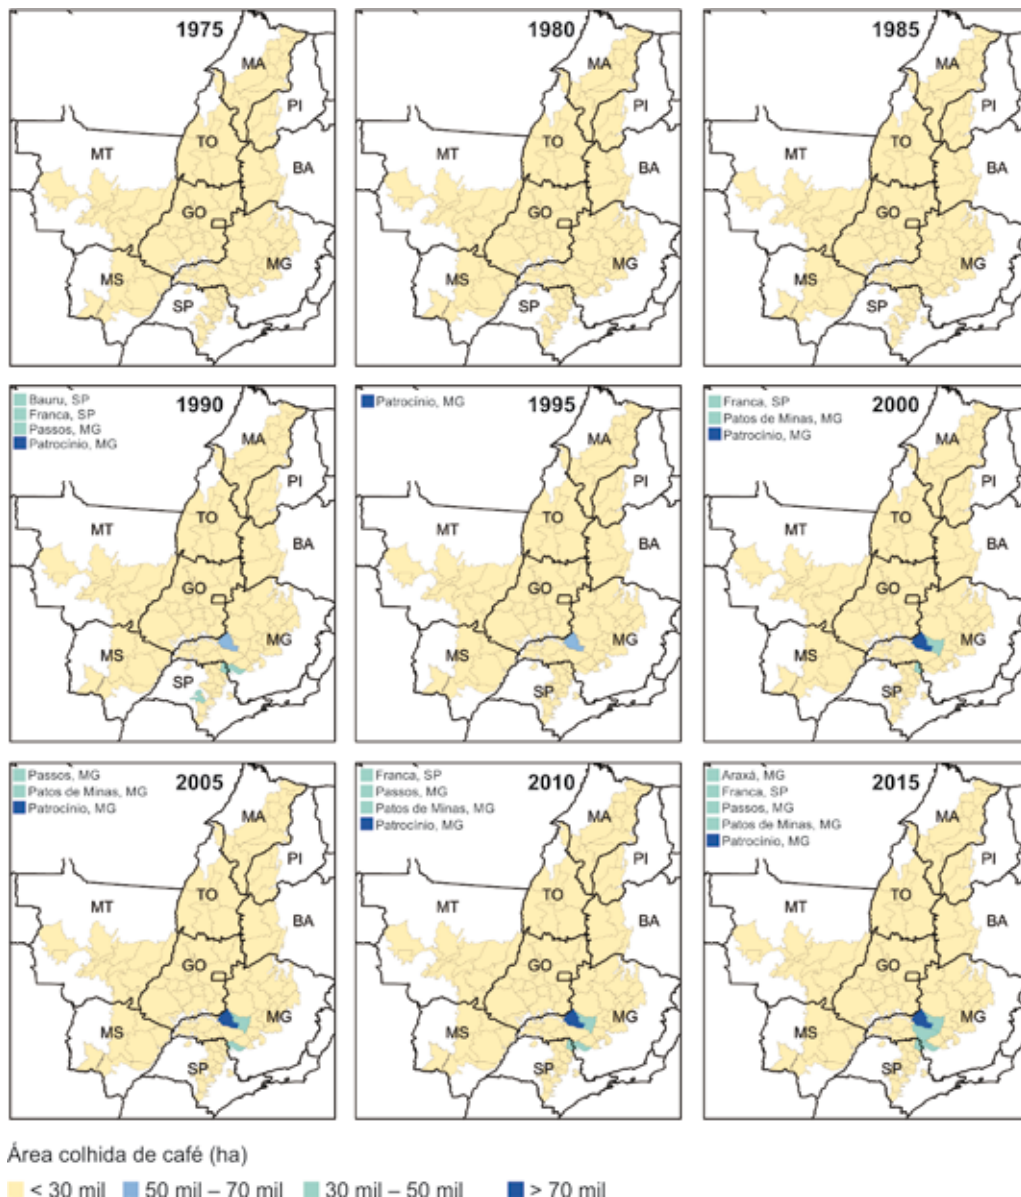 1975
MA
PI
TO
MT
BA
GO
MS
MG
SP
1980
MA
PI
TO
MT
BA
GO
MS
MG
SP
1985
MA
PI
TO
MT
BA
GO
MS
MG
SP
1990
Bauru, SP
Franca, SP
Passos, MG
Patrocínio, MG
MA
PI
TO
MT
BA
GO
MS
MG
SP
1995
Patrocínio, MG
MA
PI
TO
MT
BA
GO
MS
MG
SP
2000
Franca, SP
Patos de Minas, MG
Patrocínio, MG
MA
PI
TO
MT
BA
GO
MS
MG
SP
2005
Passos, MG
Patos de Minas, MG
Patrocínio, MG
MA
PI
TO
MT
BA
GO
MS
MG
SP
2010
Franca, SP
Passos, MG
Patos de Minas, MG
Patrocínio, MG
MA
PI
TO
MT
BA
GO
MS
MG
SP
2015
Araxá, MG
Franca, SP
Passos, MG
Patos de Minas, MG
Patrocínio, MG
MA
PI
TO
MT
BA
GO
MS
MG
SP
Área colhida de café (ha)
< 30 mil 50 mil – 70 mil 30 mil – 50 mil > 70 mil